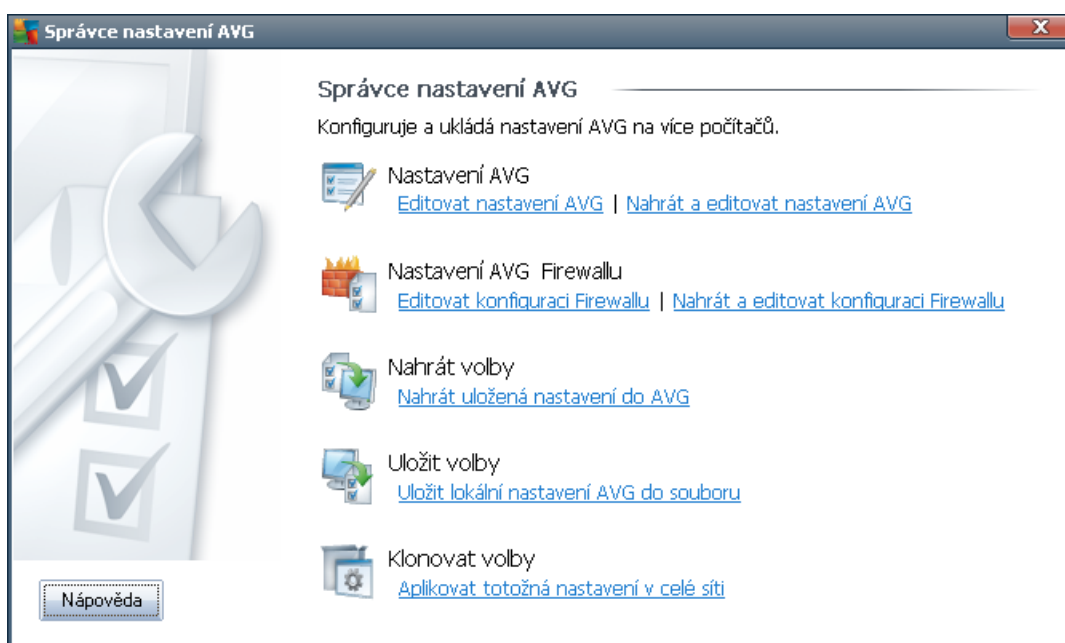 Správce nastavení AVG
Správce nastavení AVG
Konfiguruje a ukládá nastavení AVG na více počítačů.
Nastavení AVG
Editovat nastavení AVG | Nahrát a editovat nastavení AVG
Nastavení AVG Firewallu
Editovat konfiguraci Firewallu | Nahrát a editovat konfiguraci Firewallu
Nahrát volby
Nahrát uložená nastavení do AVG
Uložit volby
Uložit lokální nastavení AVG do souboru
Klonovat volby
Aplikovat totožná nastavení v celé síti
Nápověda